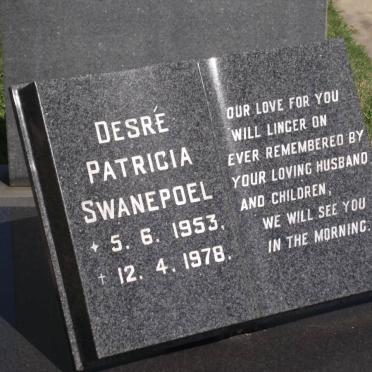 DESRÉ
PATRICIA
SWANEPOEL
✦ 5. 6. 1953.
✝ 12. 4. 1978.
OUR LOVE FOR YOU
WILL LINGER ON
EVER REMEMBERED BY
YOUR LOVING HUSBAND
AND CHILDREN,
WE WILL SEE YOU
IN THE MORNING.